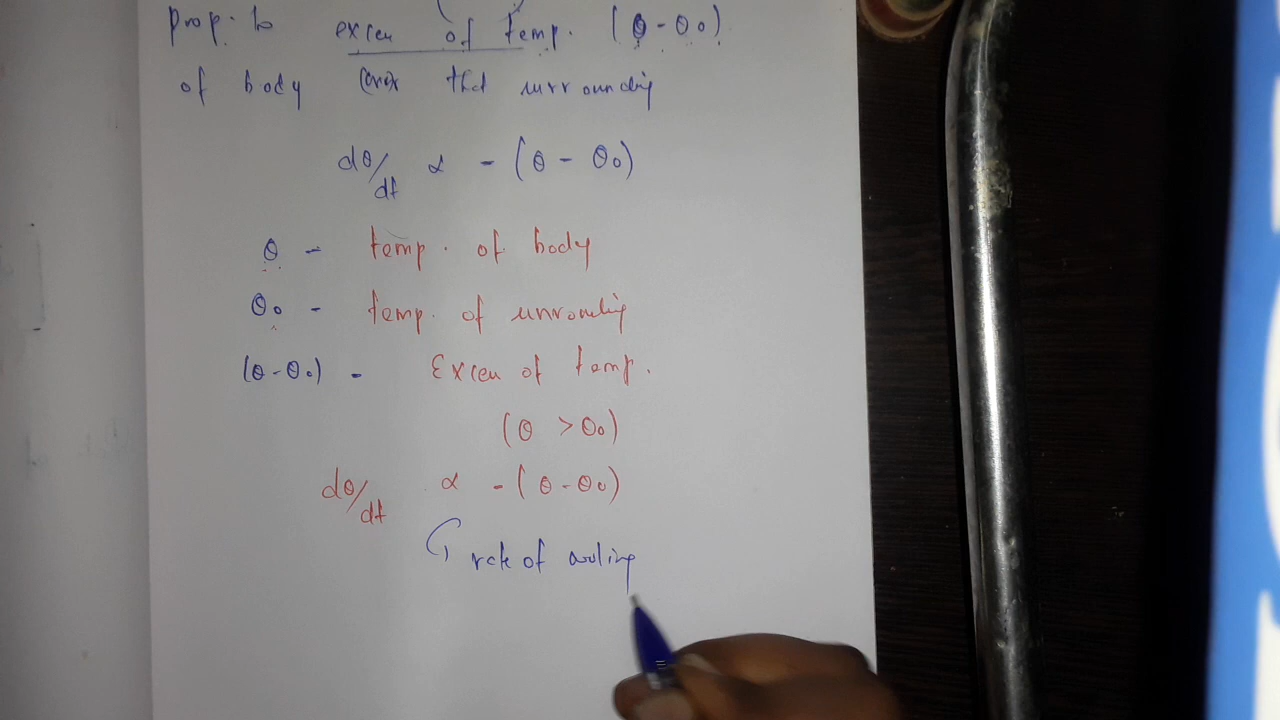 prop. to excess of temp. (θ - θ₀)
of body over that surrounding
dθ/dt α - (θ - θ₀)
θ - temp. of body
θ₀ - temp. of surrounding
(θ - θ₀) - Excess of temp.
(θ > θ₀)
dθ/dt α - (θ - θ₀)
rate of cooling